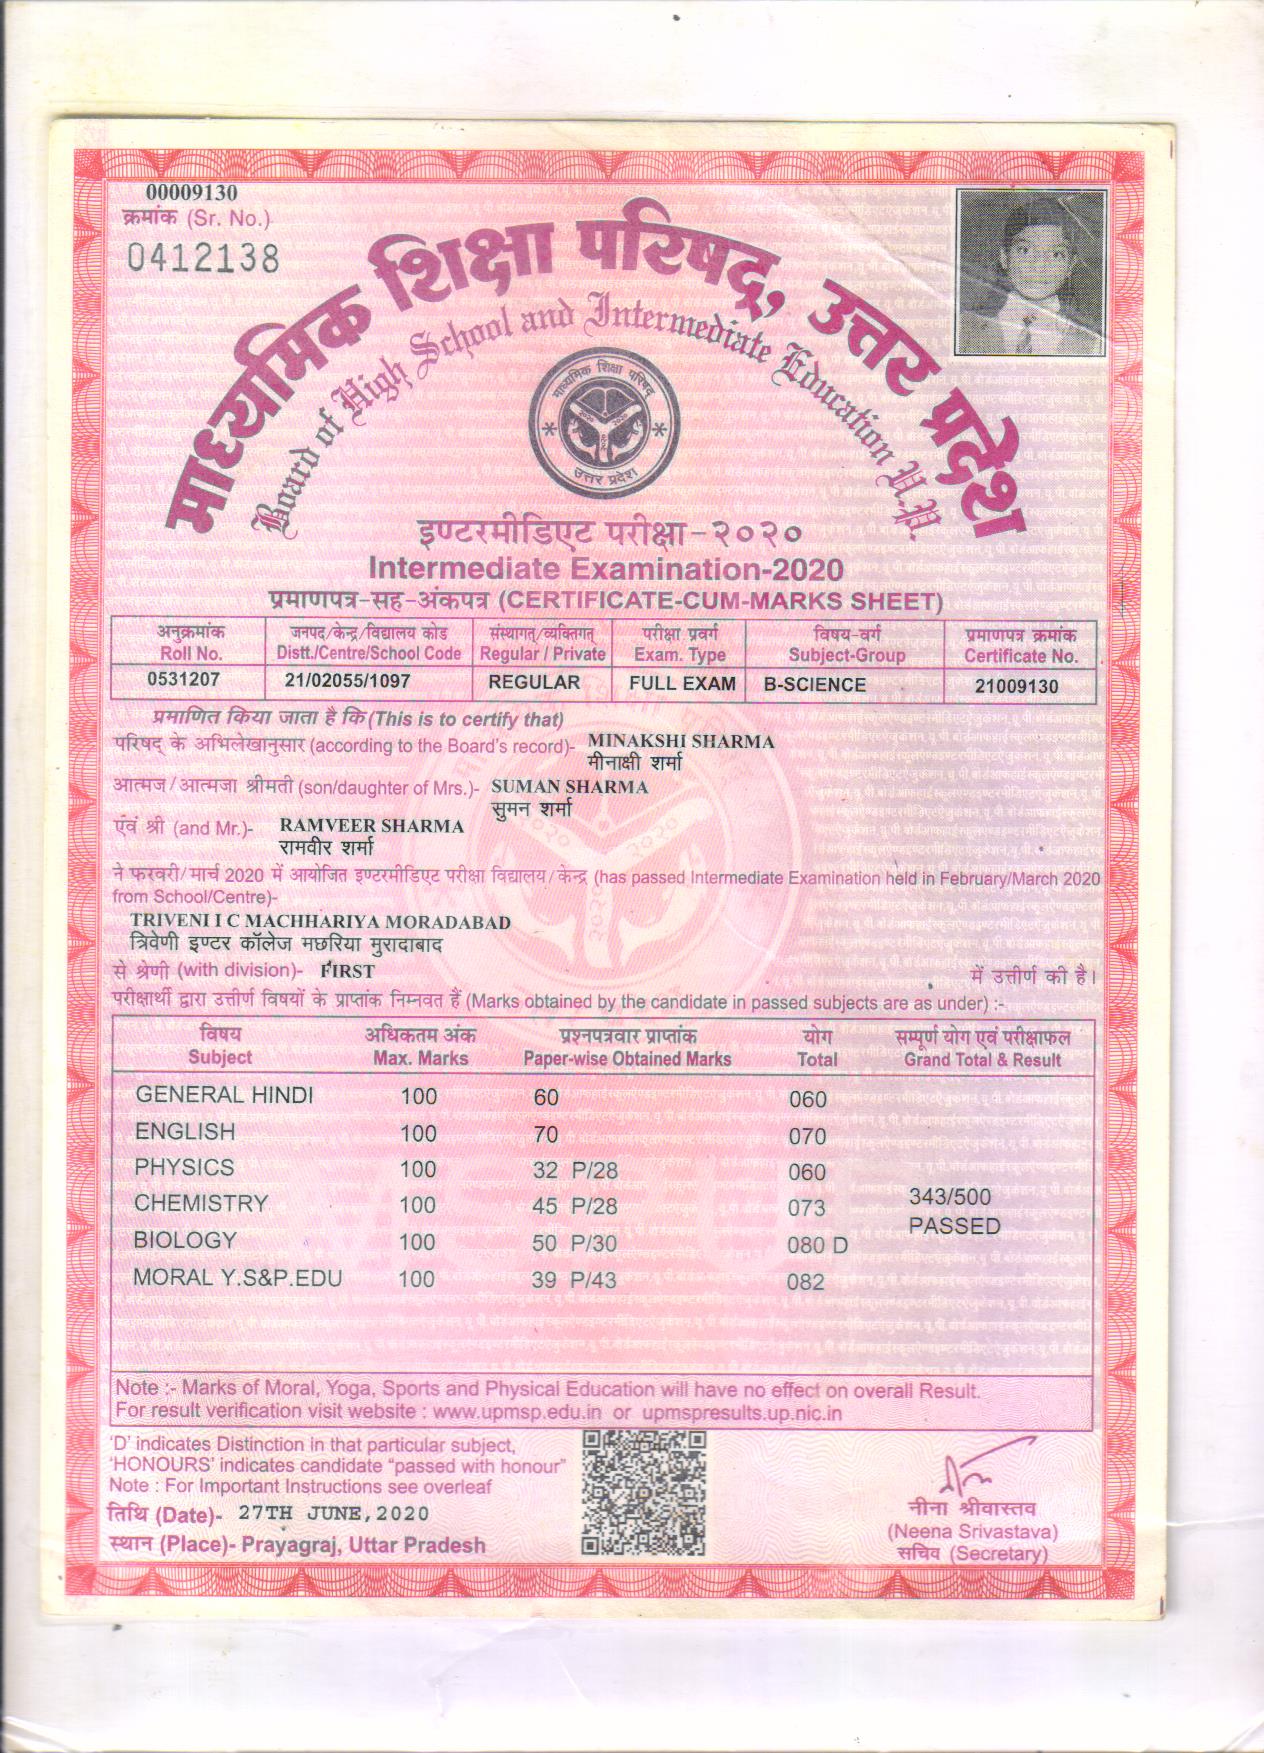 00009130
क्रमांक (Sr. No.)
0412138
माध्यमिक शिक्षा परिषद्, उत्तर प्रदेश
Board of High School and Intermediate Education U.P.
माध्यमिक शिक्षा परिषद्
उत्तर प्रदेश
इण्टरमीडिएट परीक्षा-२०२०
Intermediate Examination-2020
प्रमाणपत्र-सह-अंकपत्र (CERTIFICATE-CUM-MARKS SHEET)
अनुक्रमांक जनपद/केन्द्र/विद्यालय कोड संस्थागत/व्यक्तिगत परीक्षा प्रवर्ग विषय-वर्ग प्रमाणपत्र क्रमांक
Roll No. Distt./Centre/School Code Regular / Private Exam. Type Subject-Group Certificate No.
0531207 21/02055/1097 REGULAR FULL EXAM B-SCIENCE 21009130
प्रमाणित किया जाता है कि (This is to certify that)
परिषद् के अभिलेखानुसार (according to the Board's record)- MINAKSHI SHARMA
मीनाक्षी शर्मा
आत्मज/आत्मजा श्रीमती (son/daughter of Mrs.)- SUMAN SHARMA
सुमन शर्मा
एवं श्री (and Mr.)- RAMVEER SHARMA
रामवीर शर्मा
ने फरवरी/मार्च 2020 में आयोजित इण्टरमीडिएट परीक्षा विद्यालय/केन्द्र (has passed Intermediate Examination held in February/March 2020
from School/Centre)-
TRIVENI I C MACHHARIYA MORADABAD
त्रिवेणी इण्टर कॉलेज मछरिया मुरादाबाद
से श्रेणी (with division)- FIRST में उत्तीर्ण की है।
परीक्षार्थी द्वारा उत्तीर्ण विषयों के प्राप्तांक निम्नवत हैं (Marks obtained by the candidate in passed subjects are as under) :-
विषय अधिकतम अंक प्रश्नपत्रवार प्राप्तांक योग सम्पूर्ण योग एवं परीक्षाफल
Subject Max. Marks Paper-wise Obtained Marks Total Grand Total & Result
GENERAL HINDI 100 60 060
ENGLISH 100 70 070
PHYSICS 100 32 P/28 060
CHEMISTRY 100 45 P/28 073
343/500
PASSED
BIOLOGY 100 50 P/30 080 D
MORAL Y.S&P.EDU 100 39 P/43 082
Note :- Marks of Moral, Yoga, Sports and Physical Education will have no effect on overall Result.
For result verification visit website : www.upmsp.edu.in or upmspresults.up.nic.in
'D' indicates Distinction in that particular subject,
'HONOURS' indicates candidate "passed with honour"
Note : For Important Instructions see overleaf
तिथि (Date)- 27TH JUNE,2020
स्थान (Place)- Prayagraj, Uttar Pradesh
नीना श्रीवास्तव
(Neena Srivastava)
सचिव (Secretary)